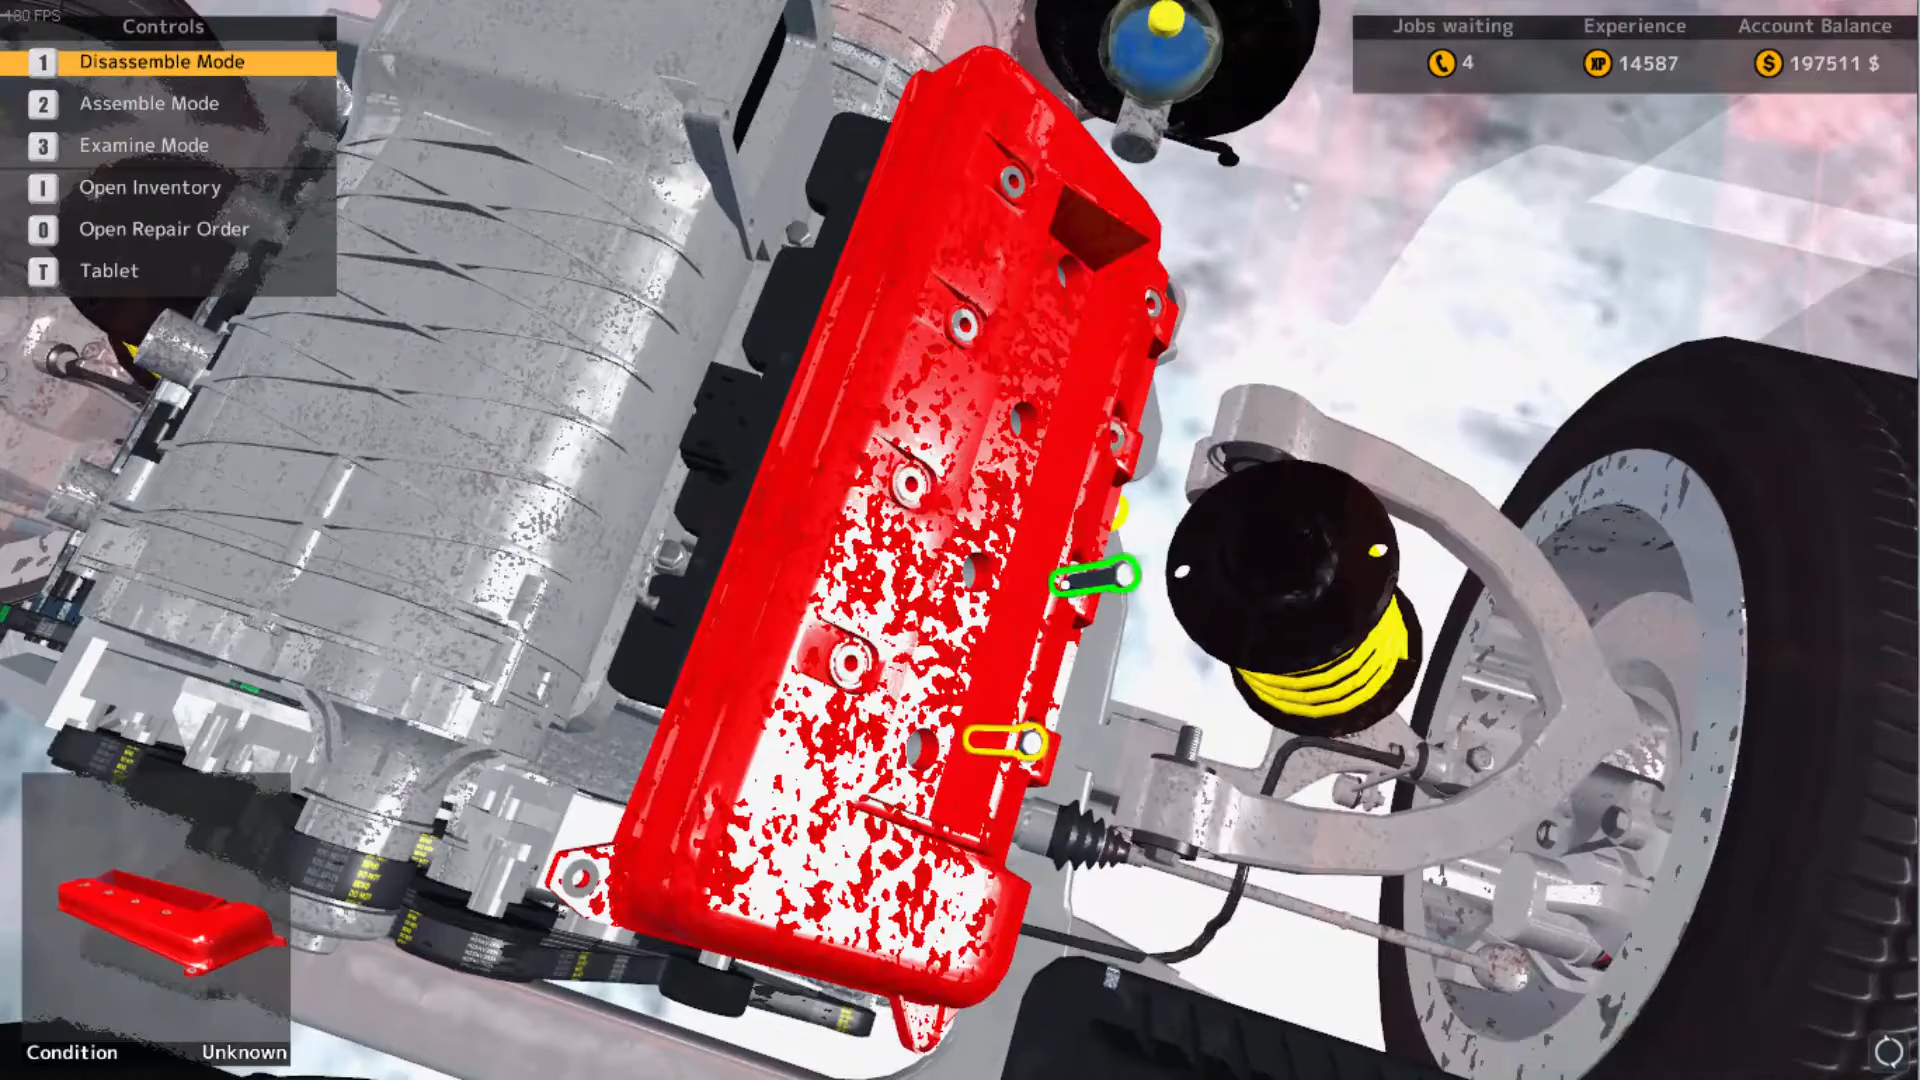 180 FPS
Controls
1 Disassemble Mode
2 Assemble Mode
3 Examine Mode
I Open Inventory
O Open Repair Order
T Tablet
Jobs waiting
4
Experience
XP 14587
Account Balance
$ 197511 $
Condition Unknown